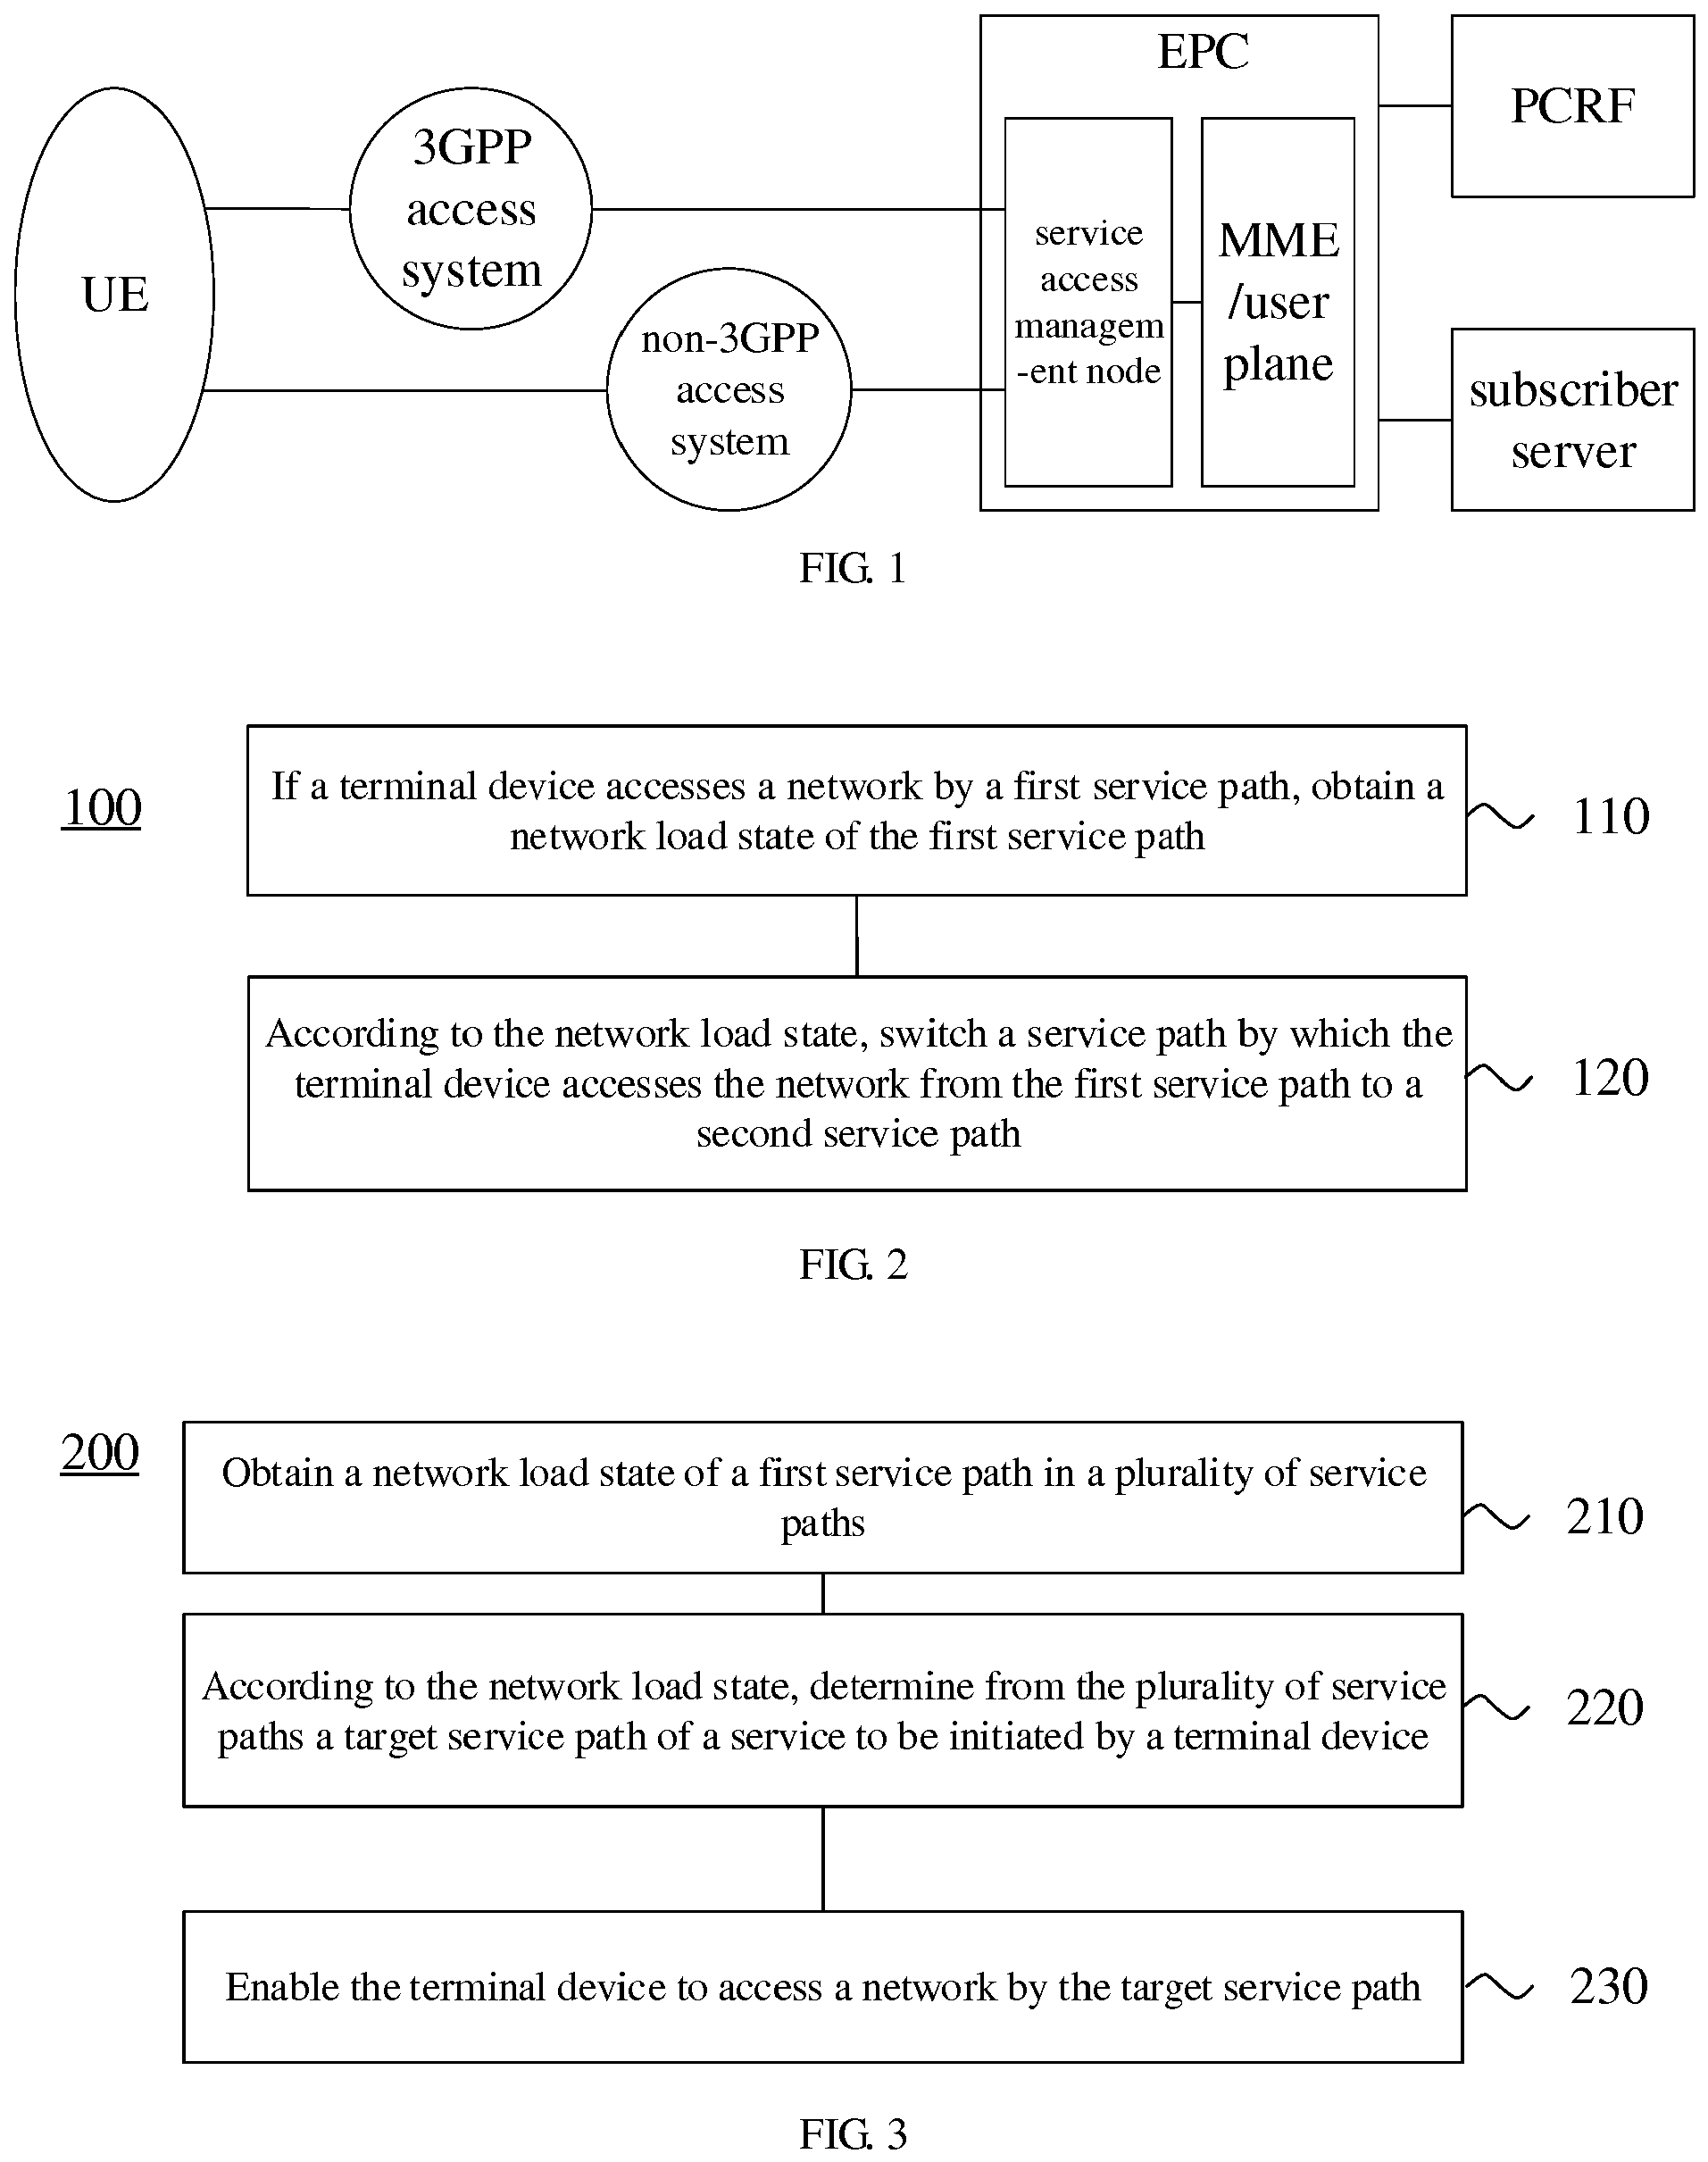 UE
3GPP
access
system
non-3GPP
access
system
EPC
service
access
managem
-ent node
MME
/user
plane
PCRF
subscriber
server
FIG. 1
100
If a terminal device accesses a network by a first service path, obtain a
network load state of the first service path
110
According to the network load state, switch a service path by which the
terminal device accesses the network from the first service path to a
second service path
120
FIG. 2
200
Obtain a network load state of a first service path in a plurality of service
paths
210
According to the network load state, determine from the plurality of service
paths a target service path of a service to be initiated by a terminal device
220
Enable the terminal device to access a network by the target service path
230
FIG. 3